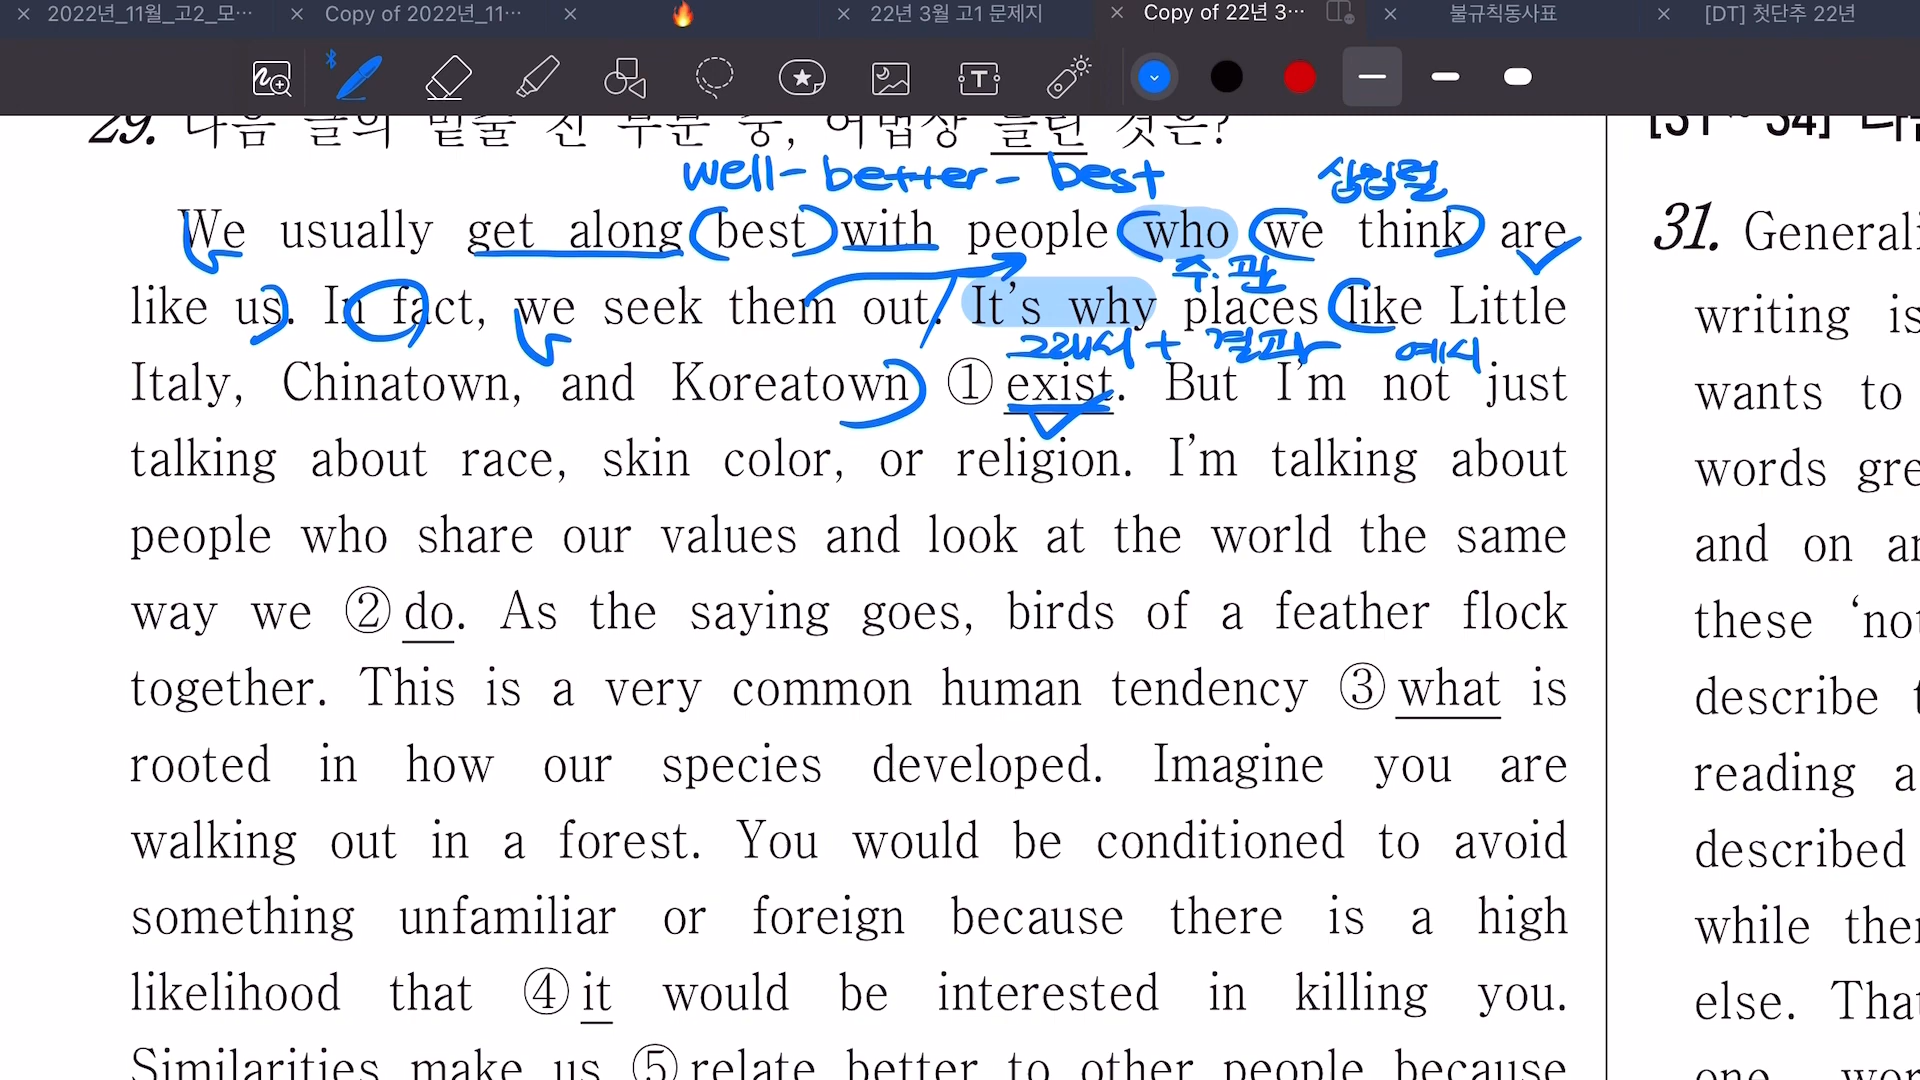 2022년_11월_고2_모…
Copy of 2022년_11…
22년 3월 고1 문제지
Copy of 22년 3…
불규칙동사표
[DT] 첫단추 22년
29. 다음 글의 밑줄 친 부분 중, 어법상 틀린 것은?
well - better - best
삽입절
We usually get along best with people who we think are
주·관
like us. In fact, we seek them out. It's why places like Little
그래서 + 결과
예시
Italy, Chinatown, and Koreatown ① exist. But I'm not just
talking about race, skin color, or religion. I'm talking about
people who share our values and look at the world the same
way we ② do. As the saying goes, birds of a feather flock
together. This is a very common human tendency ③ what is
rooted in how our species developed. Imagine you are
walking out in a forest. You would be conditioned to avoid
something unfamiliar or foreign because there is a high
likelihood that ④ it would be interested in killing you.
Similarities make us ⑤ relate better to other people because
[31 ~ 34]
31. Generali
writing is
wants to
words gre
and on an
these 'not
describe t
reading a
described
while ther
else. That
one wor